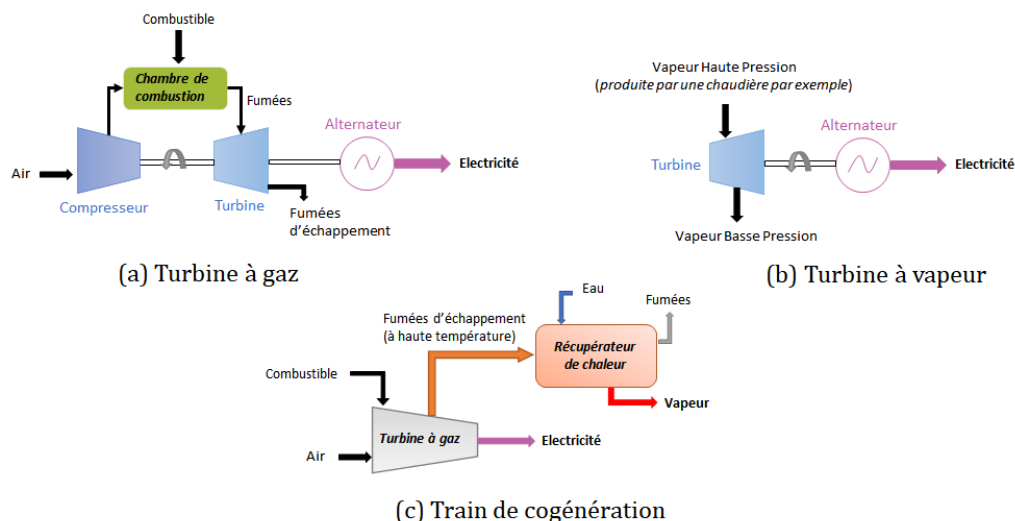 Combustible
Chambre de
combustion
Fumées
Alternateur
Air
Electricité
Compresseur
Turbine
Fumées
d'échappement
(a) Turbine à gaz
Vapeur Haute Pression
(produite par une chaudière par exemple)
Alternateur
Turbine
Electricité
Vapeur Basse Pression
(b) Turbine à vapeur
Eau
Fumées
Fumées d'échappement
(à haute température)
Récupérateur
de chaleur
Combustible
Vapeur
Turbine à gaz
Electricité
Air
(c) Train de cogénération